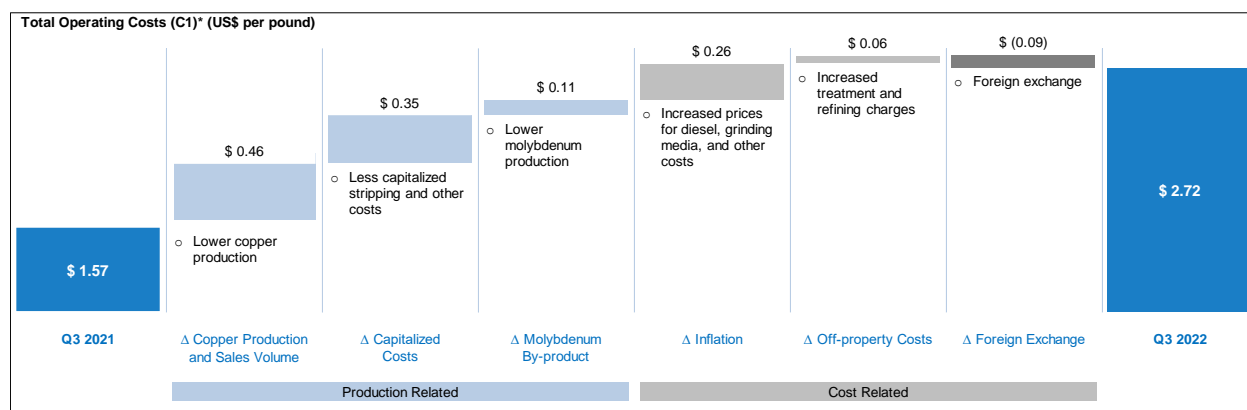 Total Operating Costs (C1)* (US$ per pound)
$ 1.57
$ 0.46
o Lower copper
production
$ 0.35
o Less capitalized
stripping and other
costs
$ 0.11
o Lower
molybdenum
production
$ 0.26
o Increased prices
for diesel, grinding
media, and other
costs
$ 0.06
o Increased
treatment and
refining charges
$ (0.09)
o Foreign exchange
$ 2.72
Q3 2021
Δ Copper Production
and Sales Volume
Δ Capitalized
Costs
Δ Molybdenum
By-product
Δ Inflation
Δ Off-property Costs
Δ Foreign Exchange
Q3 2022
Production Related
Cost Related